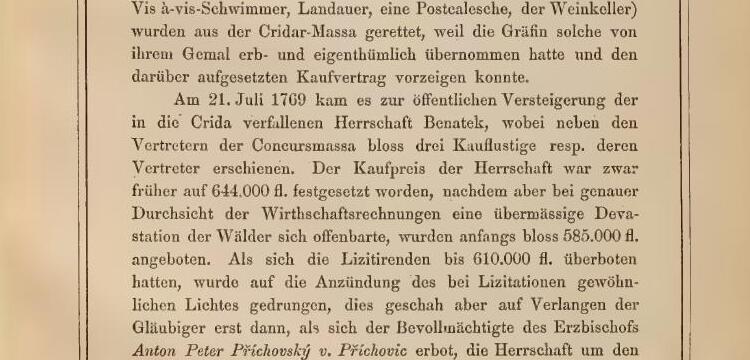 Vis à-vis-Schwimmer, Landauer, eine Postcalesche, der Weinkeller)
wurden aus der Cridar-Massa gerettet, weil die Gräfin solche von
ihrem Gemal erb- und eigenthümlich übernommen hatte und den
darüber aufgesetzten Kaufvertrag vorzeigen konnte.
Am 21. Juli 1769 kam es zur öffentlichen Versteigerung der
in die Crida verfallenen Herrschaft Benatek, wobei neben den
Vertretern der Concursmassa bloss drei Kauflustige resp. deren
Vertreter erschienen. Der Kaufpreis der Herrschaft war zwar
früher auf 644.000 fl. festgesetzt worden, nachdem aber bei genauer
Durchsicht der Wirthschaftsrechnungen eine übermässige Deva-
station der Wälder sich offenbarte, wurden anfangs bloss 585.000 fl.
angeboten. Als sich die Lizitirenden bis 610.000 fl. überboten
hatten, wurde auf die Anzündung des bei Lizitationen gewöhn-
lichen Lichtes gedrungen, dies geschah aber auf Verlangen der
Gläubiger erst dann, als sich der Bevollmächtigte des Erzbischofs
Anton Peter Příchovský v. Příchovic erbot, die Herrschaft um den